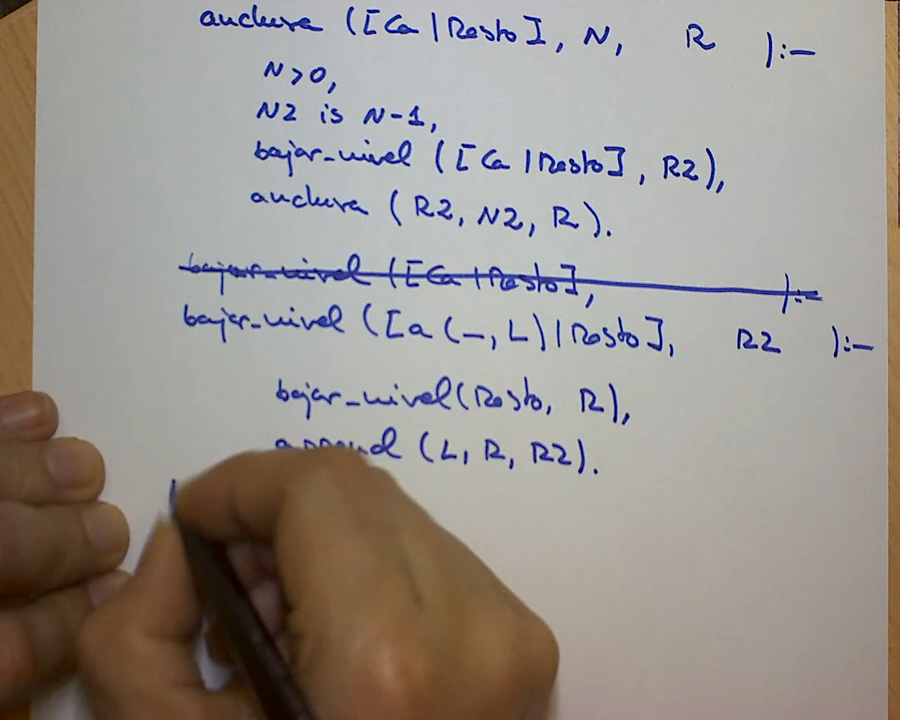 anchura ([Ca|Resto], N, R ):-
N>0,
N2 is N-1,
bajar_nivel ([Ca|Resto], R2),
anchura (R2, N2, R).
bajar_nivel ([Ca|Resto], ):-
bajar_nivel ([a(_,L)|Resto], R2 ):-
bajar_nivel(Resto, R),
append (L, R, R2).